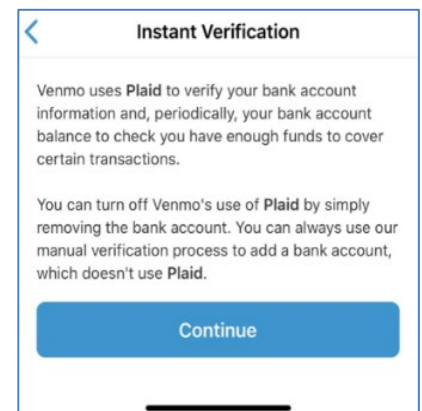 Instant Verification
Venmo uses Plaid to verify your bank account
information and, periodically, your bank account
balance to check you have enough funds to cover
certain transactions.
You can turn off Venmo's use of Plaid by simply
removing the bank account. You can always use our
manual verification process to add a bank account,
which doesn't use Plaid.
Continue